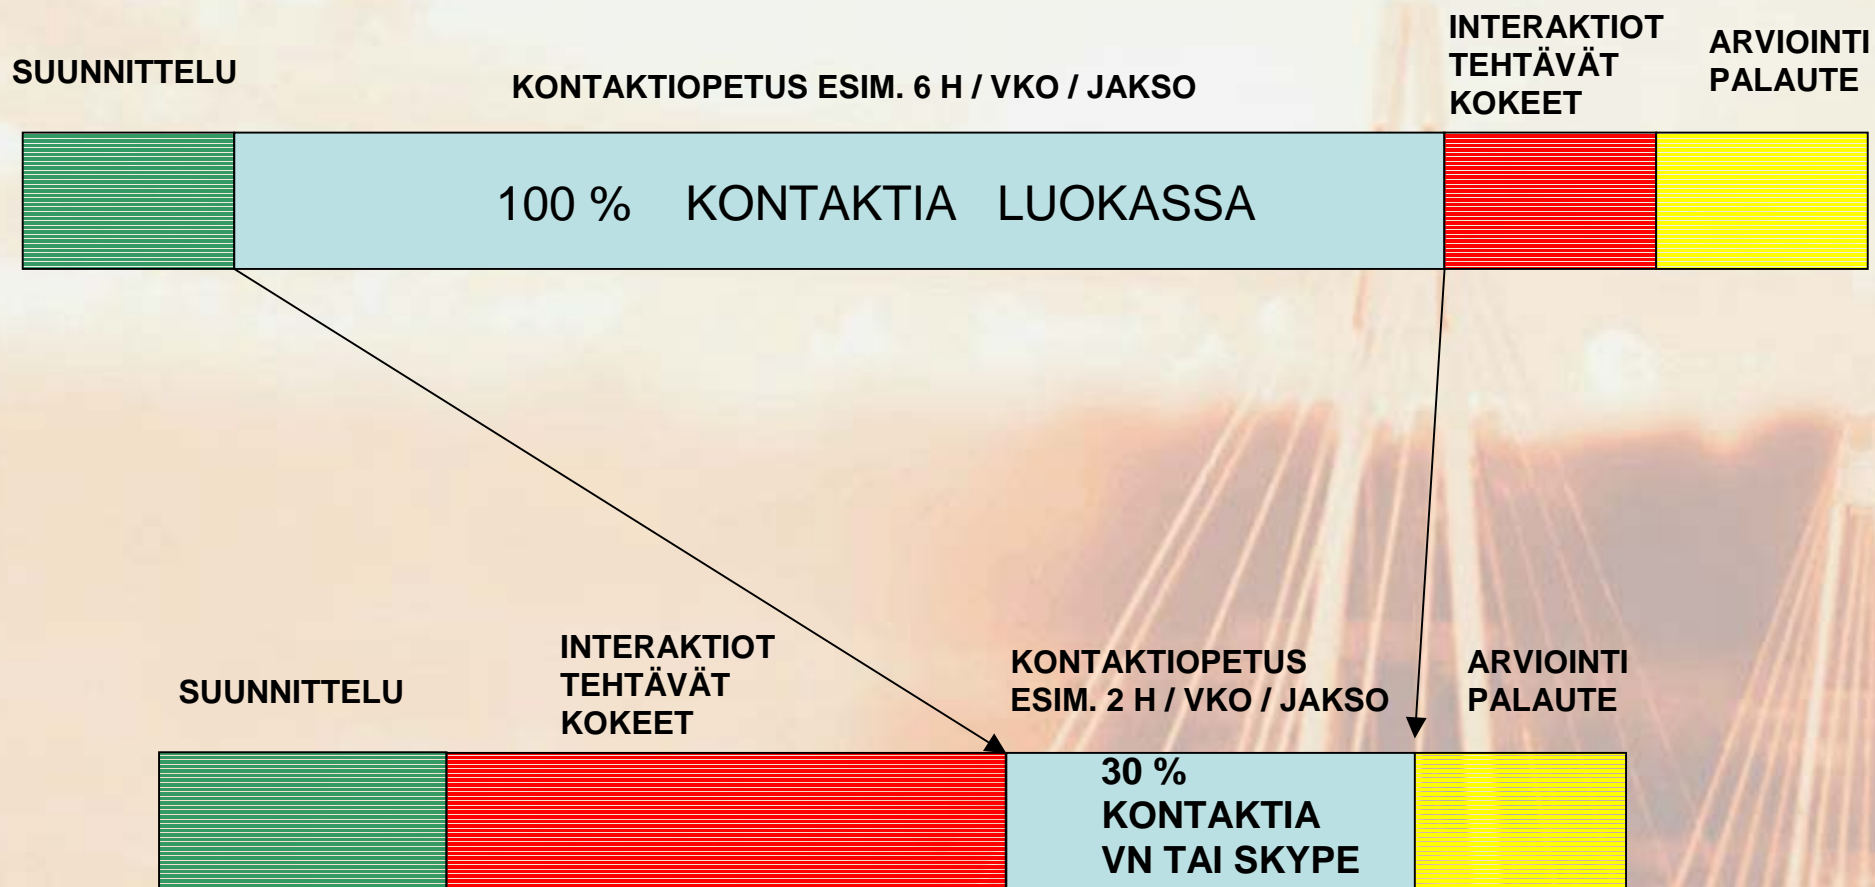 SUUNNITTELU
KONTAKTIOPETUS ESIM. 6 H / VKO / JAKSO
INTERAKTIOT
TEHTÄVÄT
KOKEET
ARVIOINTI
PALAUTE
100 % KONTAKTIA LUOKASSA
SUUNNITTELU
INTERAKTIOT
TEHTÄVÄT
KOKEET
KONTAKTIOPETUS
ESIM. 2 H / VKO / JAKSO
ARVIOINTI
PALAUTE
30 %
KONTAKTIA
VN TAI SKYPE